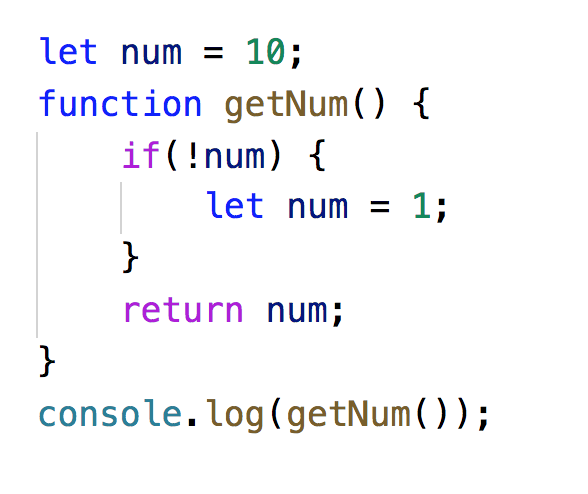 let num = 10;
function getNum() {
    if(!num) {
        let num = 1;
    }
    return num;
}
console.log(getNum());